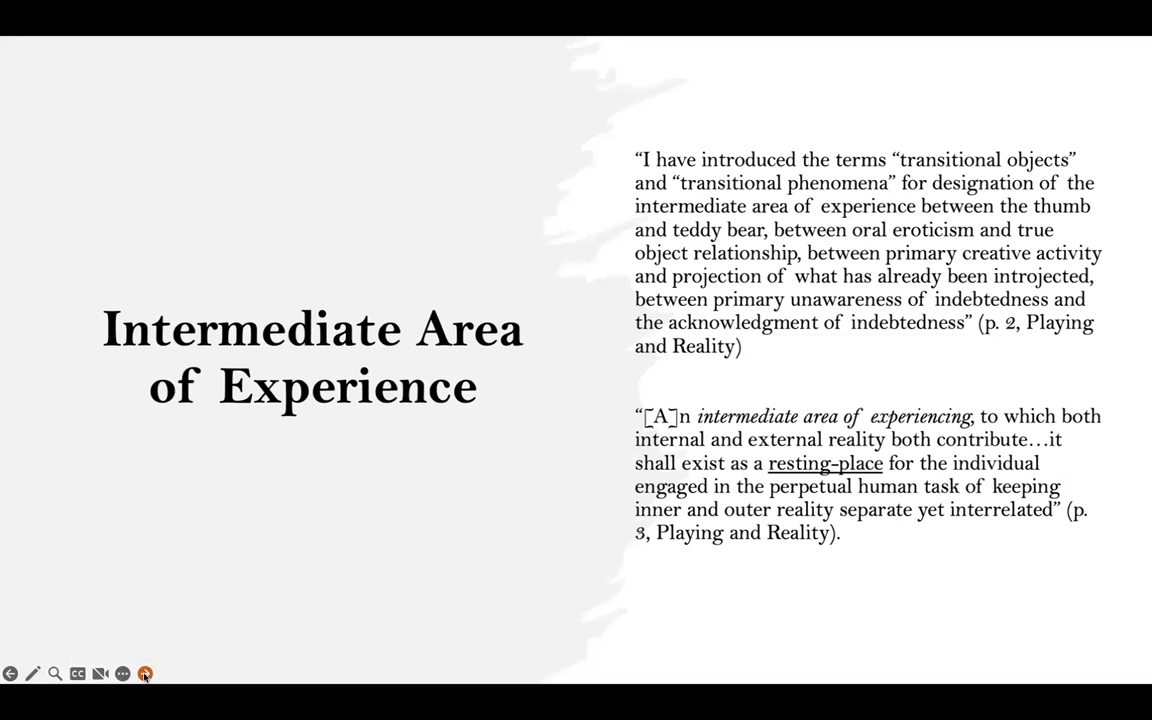 Intermediate Area
of Experience
“I have introduced the terms “transitional objects”
and “transitional phenomena” for designation of the
intermediate area of experience between the thumb
and teddy bear, between oral eroticism and true
object relationship, between primary creative activity
and projection of what has already been introjected,
between primary unawareness of indebtedness and
the acknowledgment of indebtedness” (p. 2, Playing
and Reality)
“[A]n intermediate area of experiencing, to which both
internal and external reality both contribute…it
shall exist as a resting-place for the individual
engaged in the perpetual human task of keeping
inner and outer reality separate yet interrelated” (p.
3, Playing and Reality).
CC